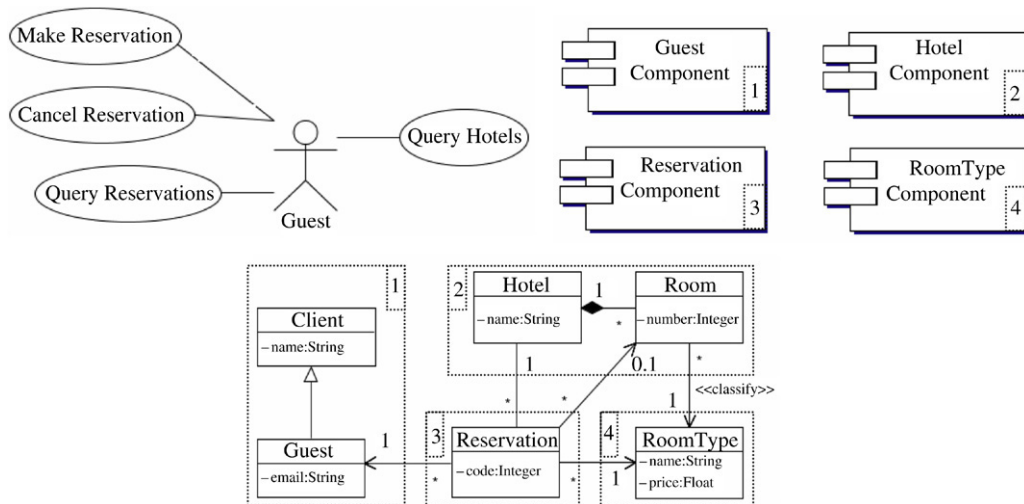 Make Reservation
Cancel Reservation
Query Reservations
Query Hotels
Guest
Guest
Component
1
Hotel
Component
2
Reservation
Component
3
RoomType
Component
4
1
Client
–name:String
Guest
–email:String
2
Hotel
–name:String
1
*
Room
–number:Integer
1
*
*
0.1
*
<<classify>>
1
3
Reservation
–code:Integer
1
*
*
1
4
RoomType
–name:String
–price:Float